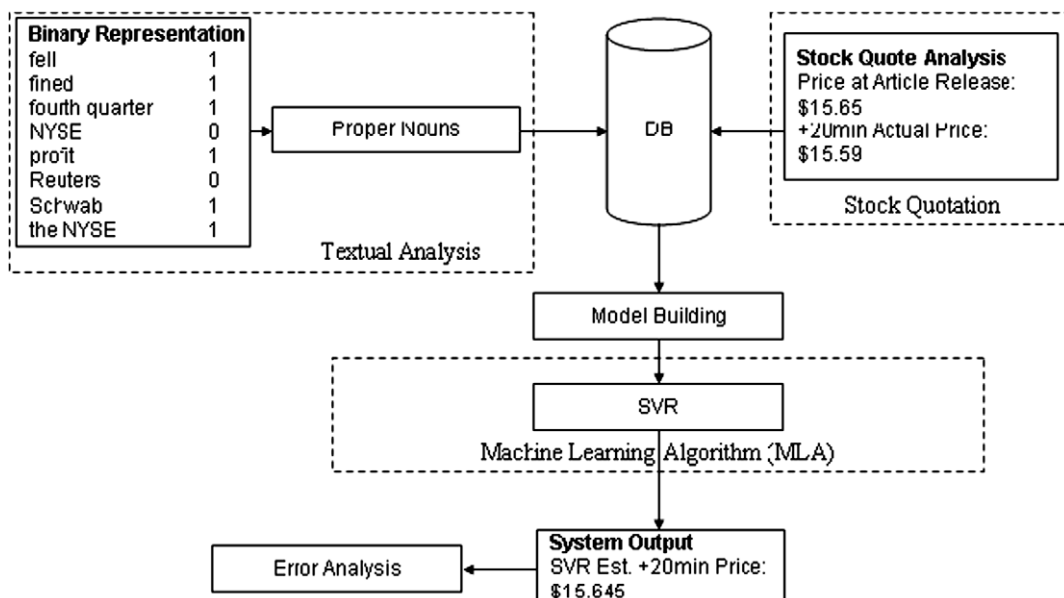 Binary Representation
fell 1
fined 1
fourth quarter 1
NYSE 0
profit 1
Reuters 0
Schwab 1
the NYSE 1
Proper Nouns
Textual Analysis
DB
Stock Quote Analysis
Price at Article Release:
$15.65
+20min Actual Price:
$15.59
Stock Quotation
Model Building
SVR
Machine Learning Algorithm (MLA)
System Output
SVR Est. +20min Price:
$15.645
Error Analysis